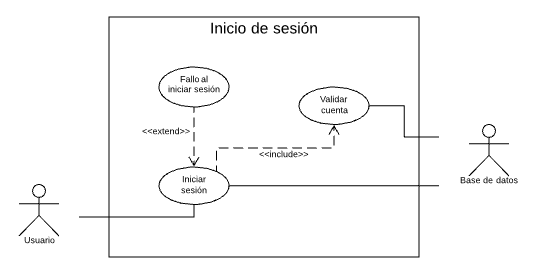 Inicio de sesión
Fallo al
iniciar sesión
Validar
cuenta
<<extend>>
<<include>>
Iniciar
sesión
Base de datos
Usuario